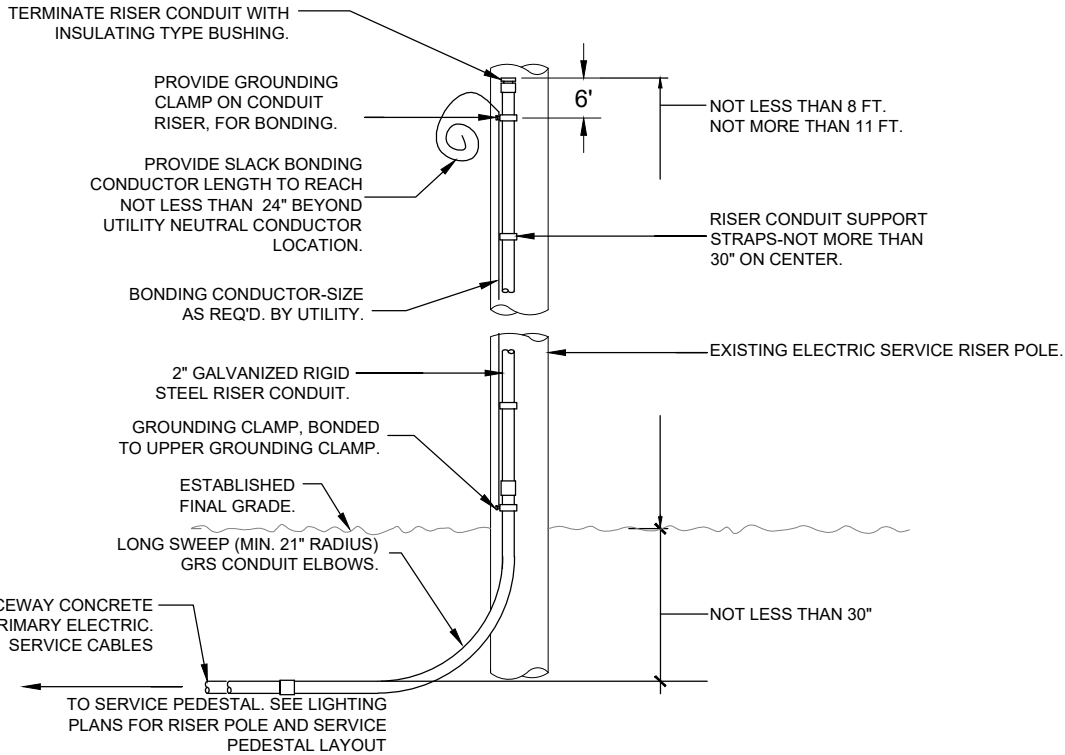 TERMINATE RISER CONDUIT WITH
INSULATING TYPE BUSHING.
PROVIDE GROUNDING
CLAMP ON CONDUIT
RISER, FOR BONDING.
6'
NOT LESS THAN 8 FT.
NOT MORE THAN 11 FT.
PROVIDE SLACK BONDING
CONDUCTOR LENGTH TO REACH
NOT LESS THAN 24" BEYOND
UTILITY NEUTRAL CONDUCTOR
LOCATION.
RISER CONDUIT SUPPORT
STRAPS-NOT MORE THAN
30" ON CENTER.
BONDING CONDUCTOR-SIZE
AS REQ'D. BY UTILITY.
EXISTING ELECTRIC SERVICE RISER POLE.
2" GALVANIZED RIGID
STEEL RISER CONDUIT.
GROUNDING CLAMP, BONDED
TO UPPER GROUNDING CLAMP.
ESTABLISHED
FINAL GRADE.
LONG SWEEP (MIN. 21" RADIUS)
GRS CONDUIT ELBOWS.
CONCRETE
ELECTRIC.
SERVICE CABLES
NOT LESS THAN 30"
TO SERVICE PEDESTAL. SEE LIGHTING
PLANS FOR RISER POLE AND SERVICE
PEDESTAL LAYOUT